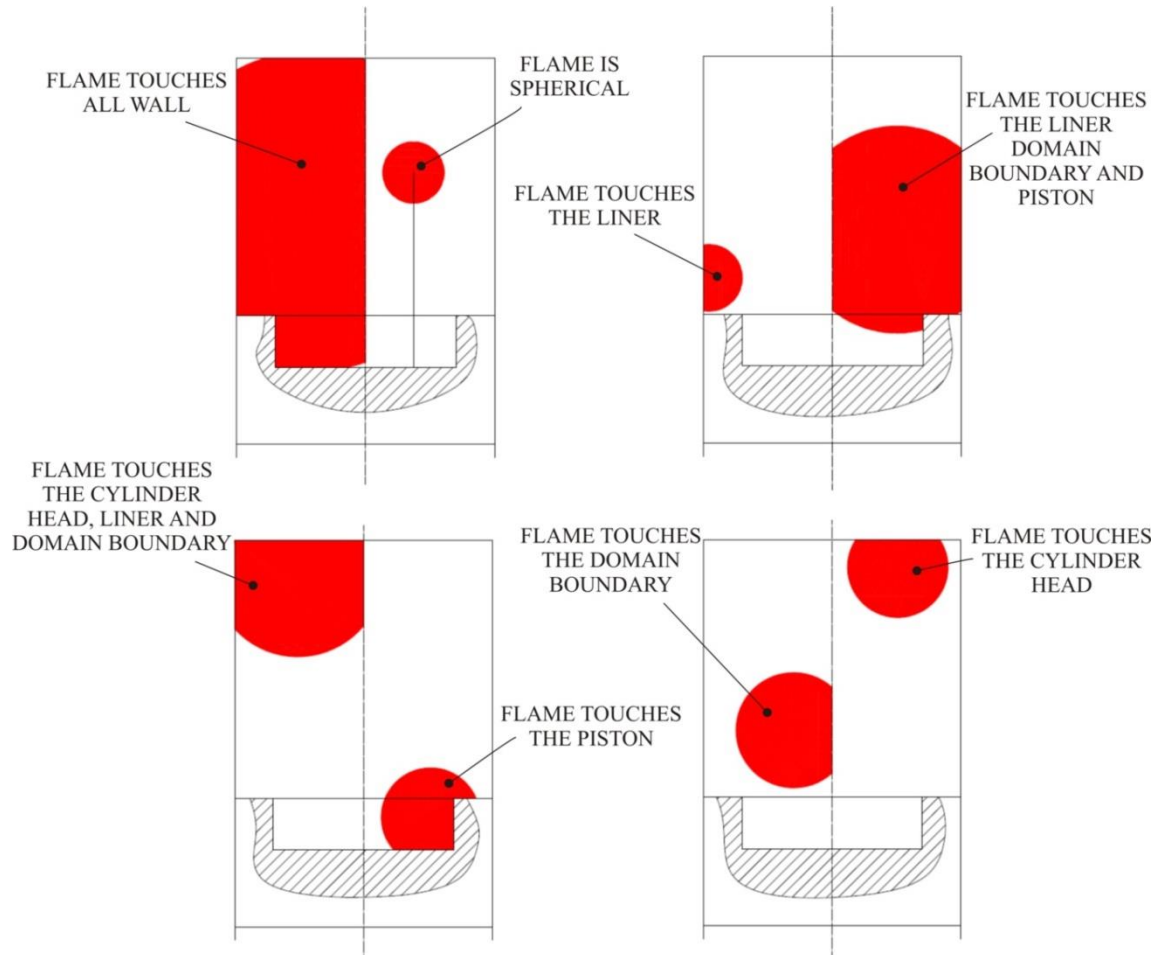 FLAME TOUCHES
ALL WALL
FLAME IS
SPHERICAL
FLAME TOUCHES
THE LINER
FLAME TOUCHES
THE LINER
DOMAIN
BOUNDARY AND
PISTON
FLAME TOUCHES
THE CYLINDER
HEAD, LINER AND
DOMAIN BOUNDARY
FLAME TOUCHES
THE PISTON
FLAME TOUCHES
THE DOMAIN
BOUNDARY
FLAME TOUCHES
THE CYLINDER
HEAD